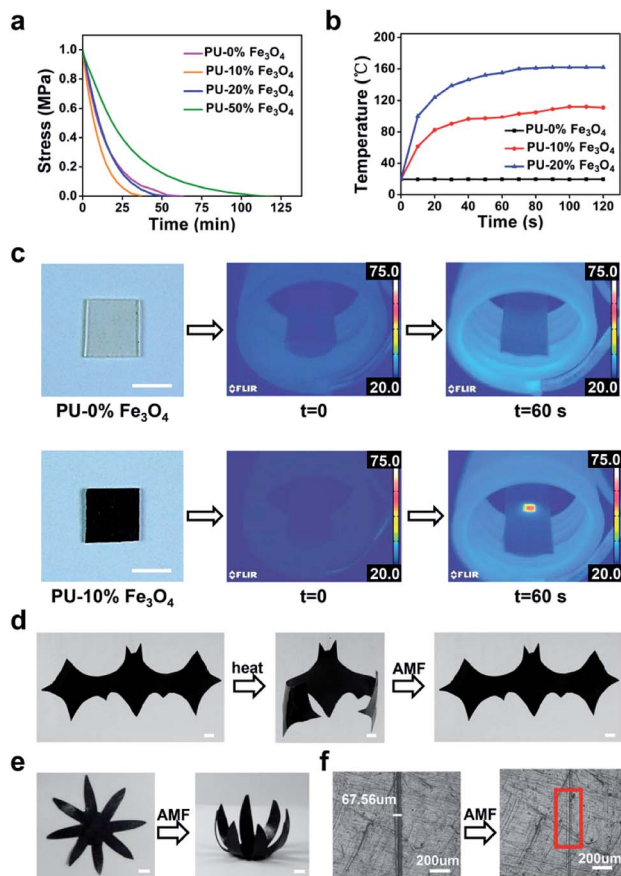 a
Stress (MPa)
1.0
0.8
0.6
0.4
0.2
0.0
0
25
50
75
100
125
Time (min)
PU-0% Fe₃O₄
PU-10% Fe₃O₄
PU-20% Fe₃O₄
PU-50% Fe₃O₄
b
Temperature (℃)
160
120
80
40
0
0
20
40
60
80
100
120
Time (s)
PU-0% Fe₃O₄
PU-10% Fe₃O₄
PU-20% Fe₃O₄
c
75.0
75.0
FLIR
20.0
FLIR
20.0
PU-0% Fe₃O₄
t=0
t=60 s
75.0
75.0
FLIR
20.0
FLIR
20.0
PU-10% Fe₃O₄
t=0
t=60 s
d
heat
AMF
e
AMF
f
67.56um
200um
AMF
200um